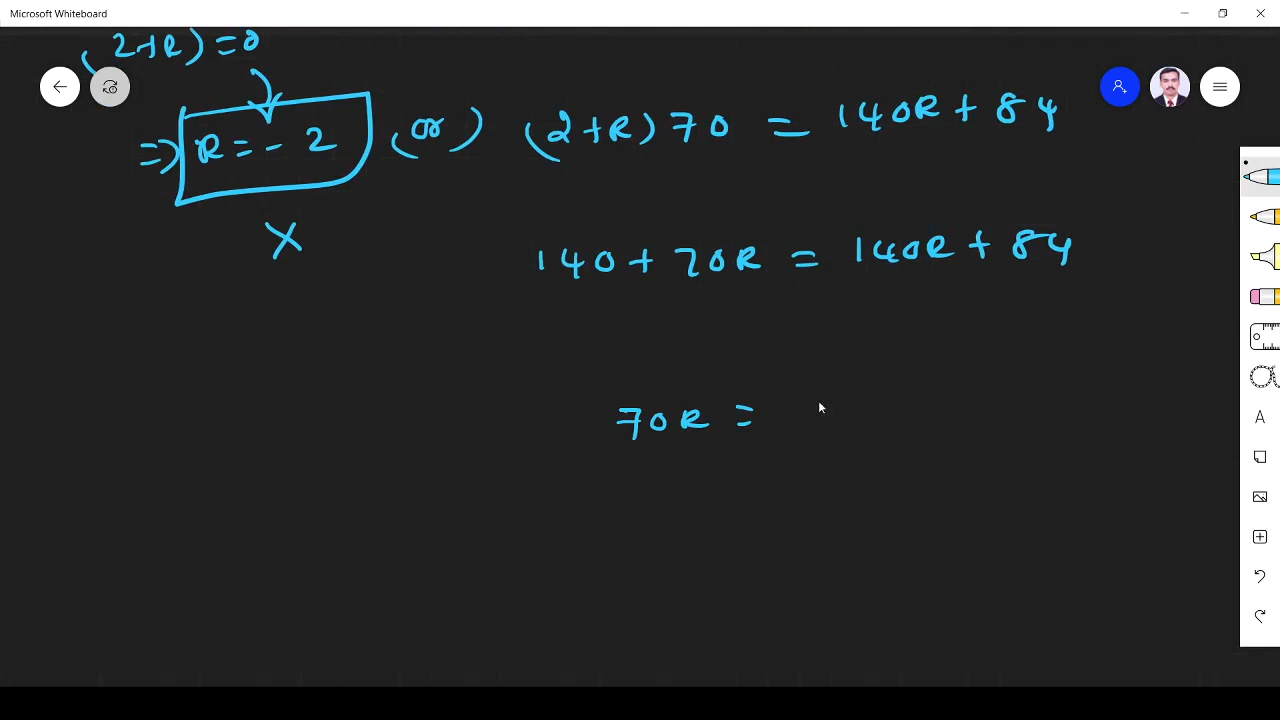 Microsoft Whiteboard
(2+R)=0
⇒ R=-2 (or) (2+R)70 = 140R+84
X
140+70R = 140R+84
70R =
A